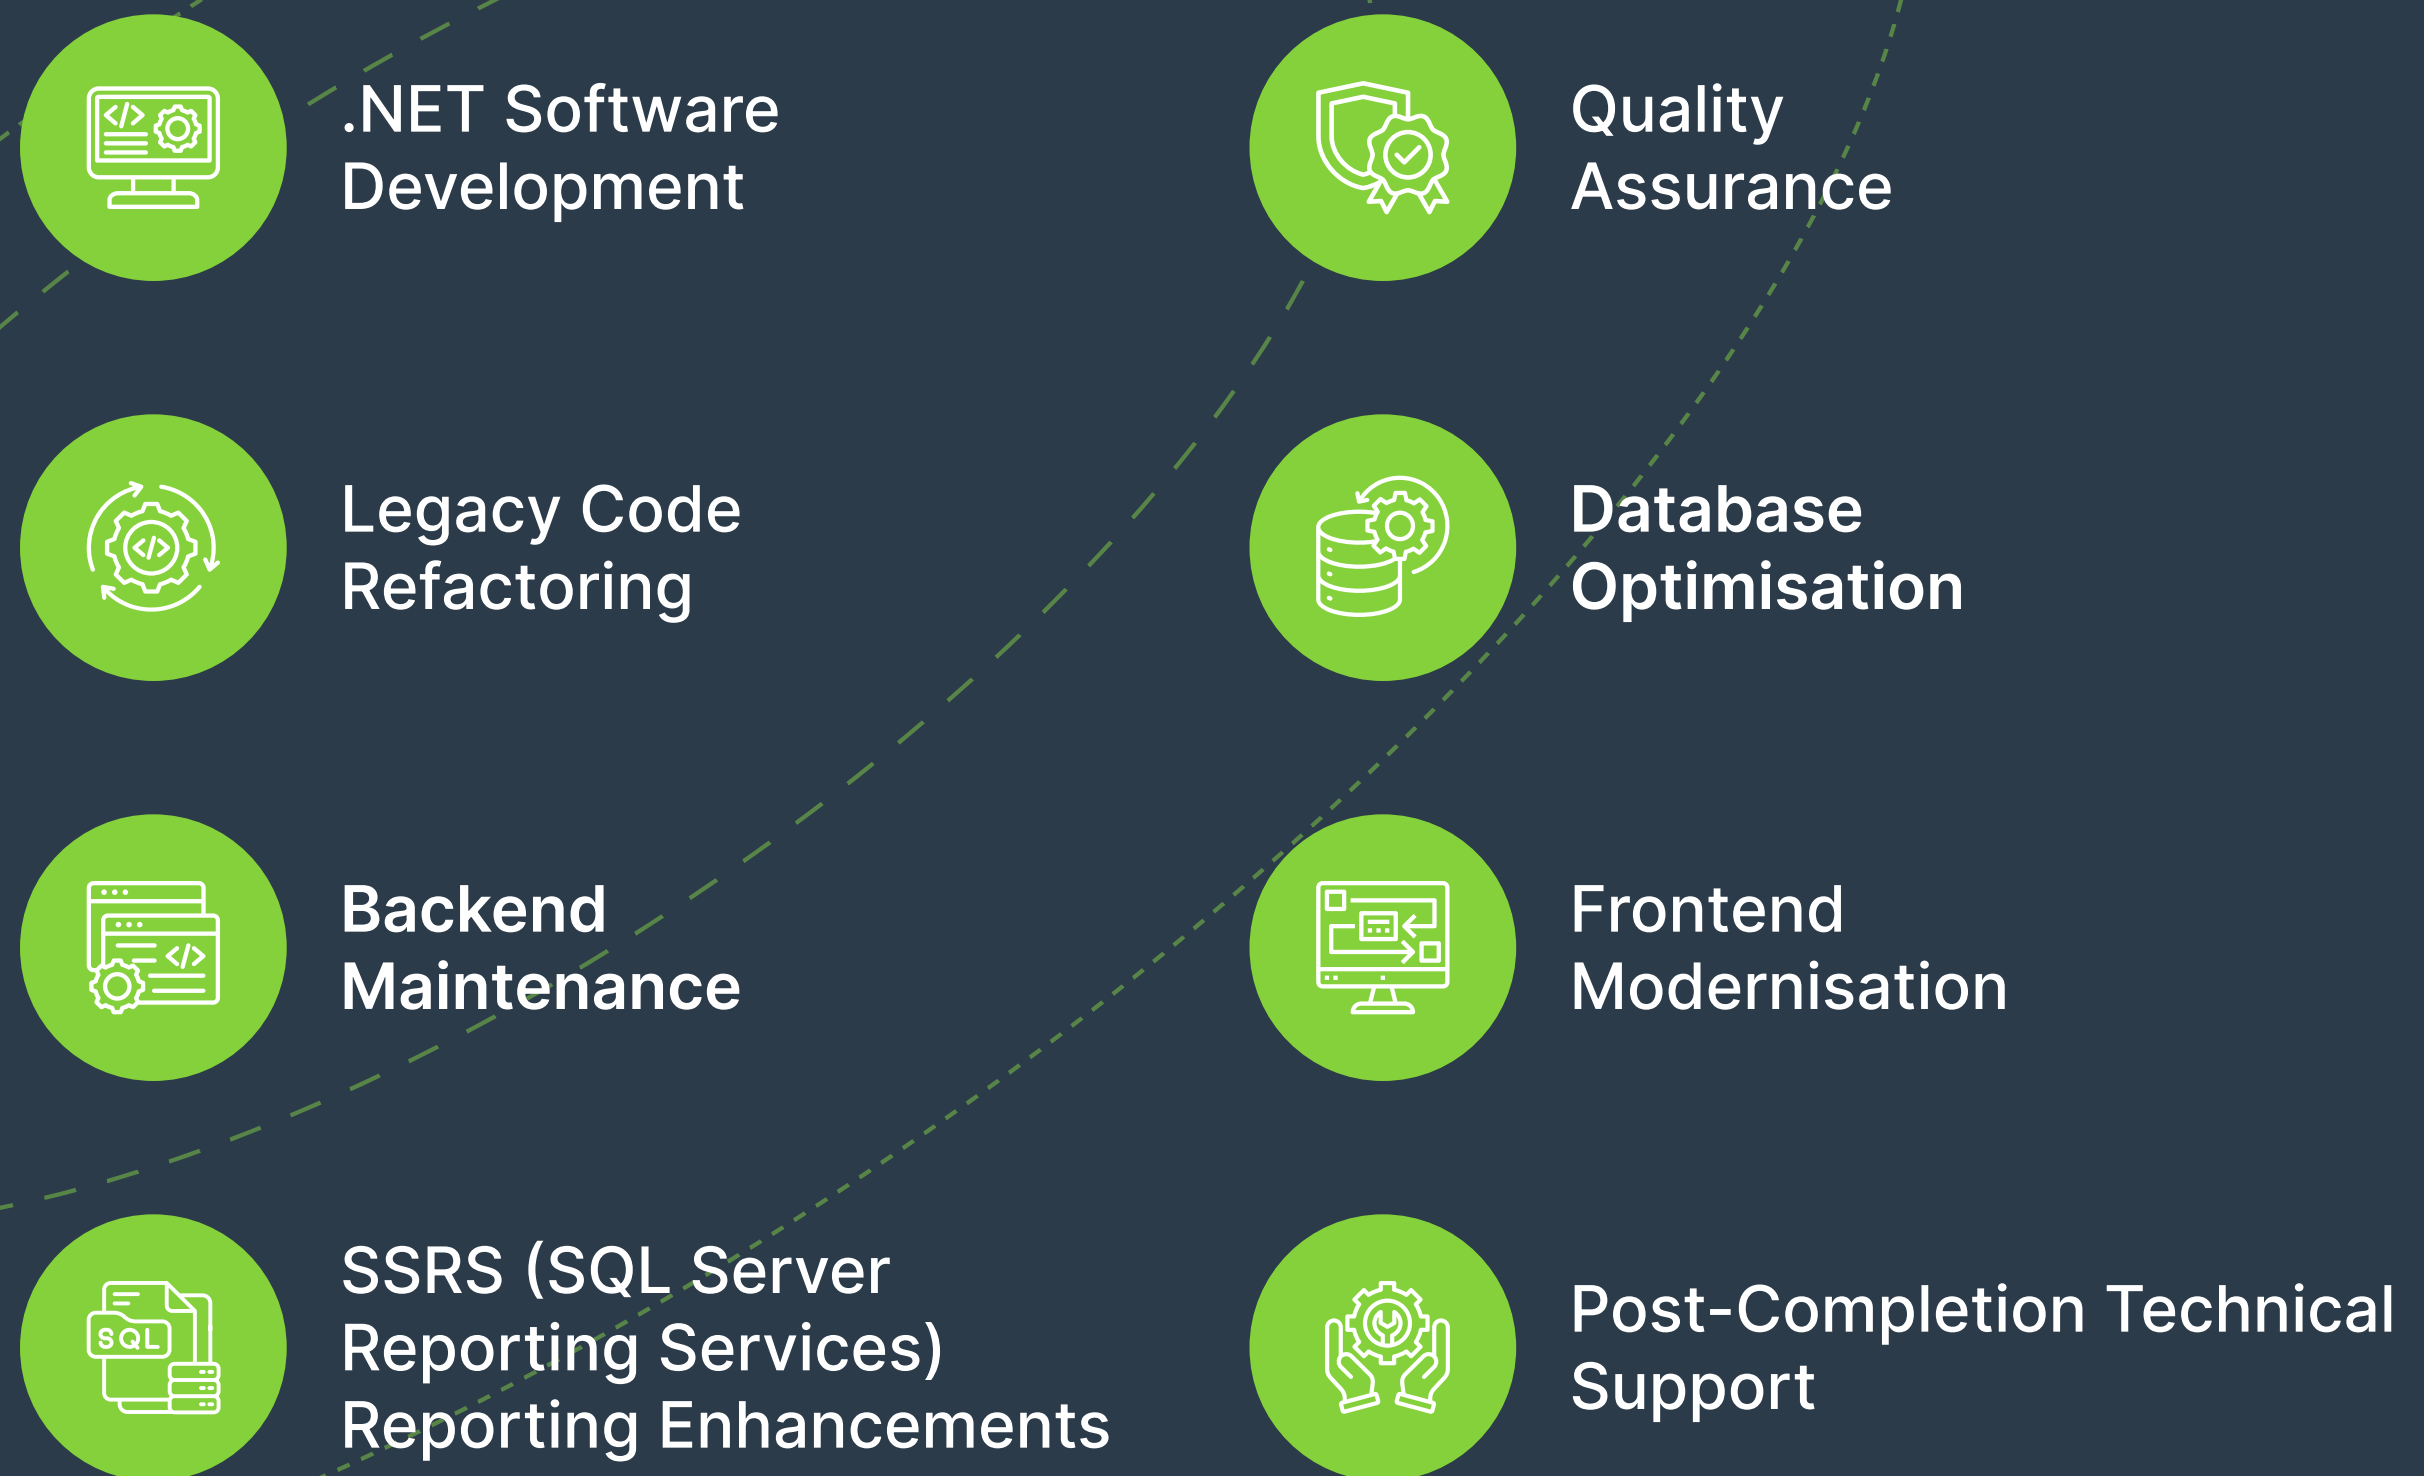 .NET Software
Development
Quality
Assurance
Legacy Code
Refactoring
Database
Optimisation
Backend
Maintenance
Frontend
Modernisation
SQL
SSRS (SQL Server
Reporting Services)
Reporting Enhancements
Post-Completion Technical
Support